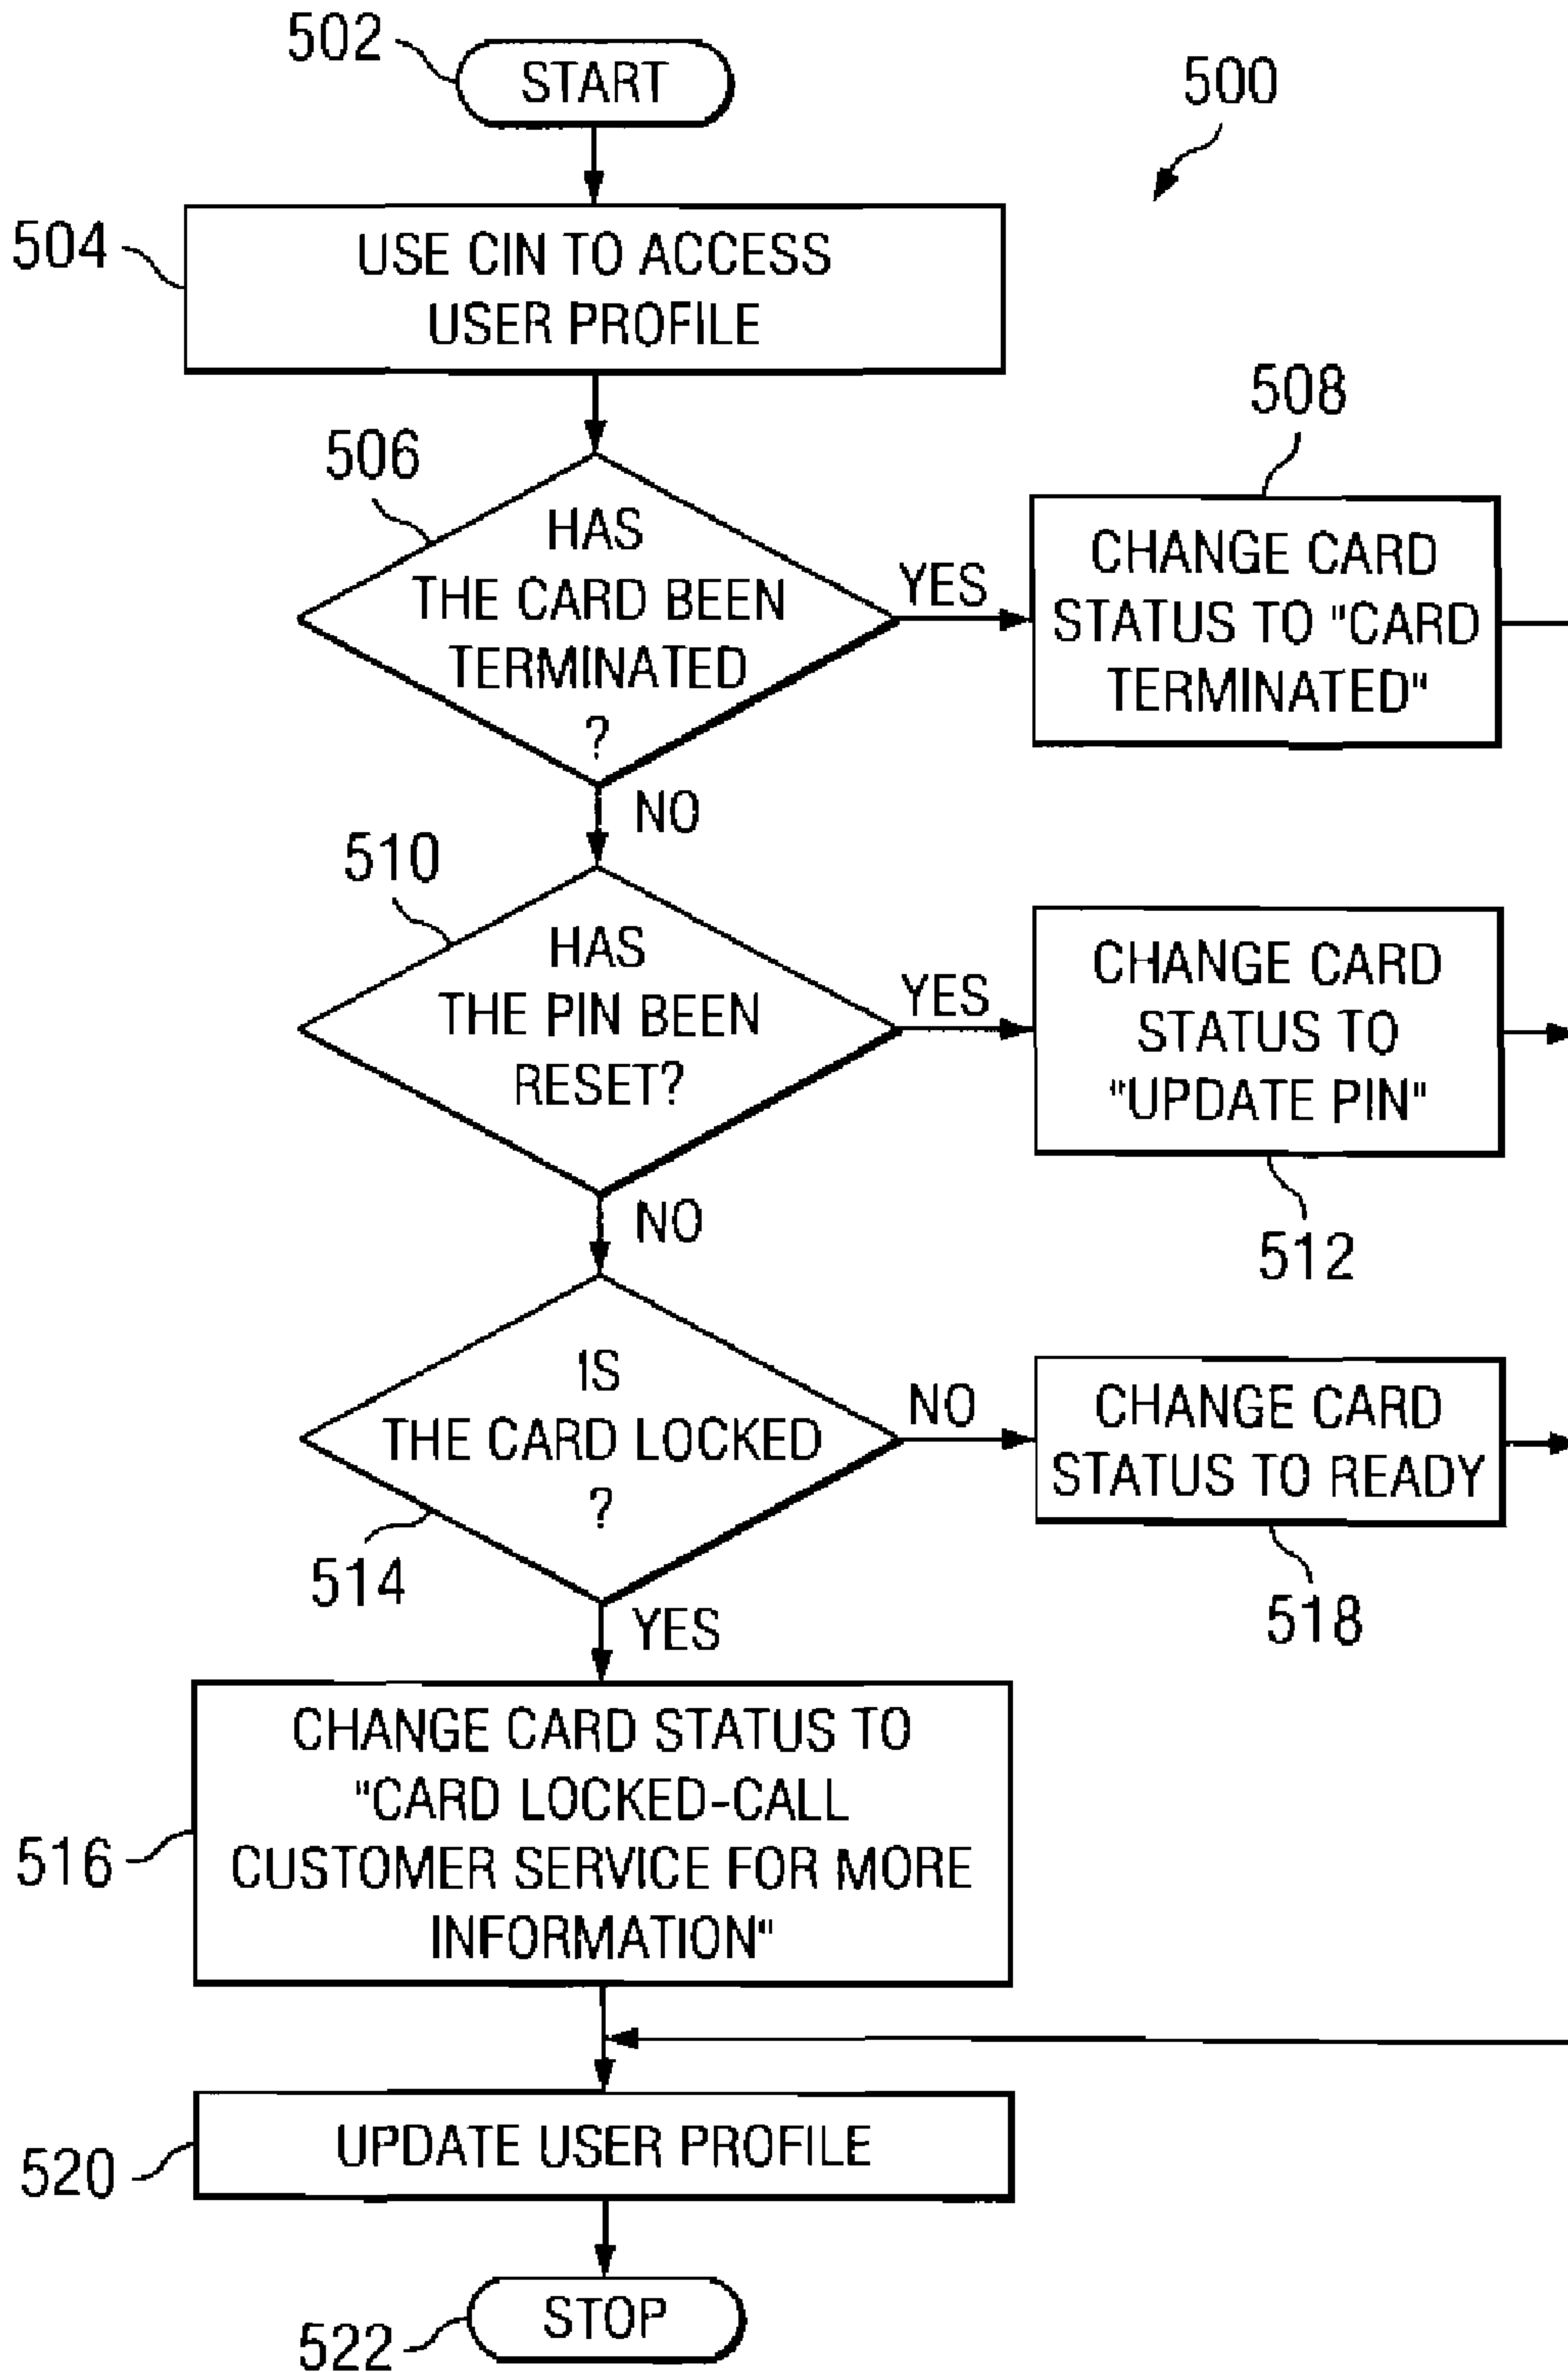 502
START
500
504
USE CIN TO ACCESS
USER PROFILE
506
HAS
THE CARD BEEN
TERMINATED
?
YES
508
CHANGE CARD
STATUS TO "CARD
TERMINATED"
NO
510
HAS
THE PIN BEEN
RESET?
YES
CHANGE CARD
STATUS TO
"UPDATE PIN"
512
NO
IS
THE CARD LOCKED
?
514
NO
CHANGE CARD
STATUS TO READY
518
YES
CHANGE CARD STATUS TO
"CARD LOCKED-CALL
CUSTOMER SERVICE FOR MORE
INFORMATION"
516
UPDATE USER PROFILE
520
STOP
522